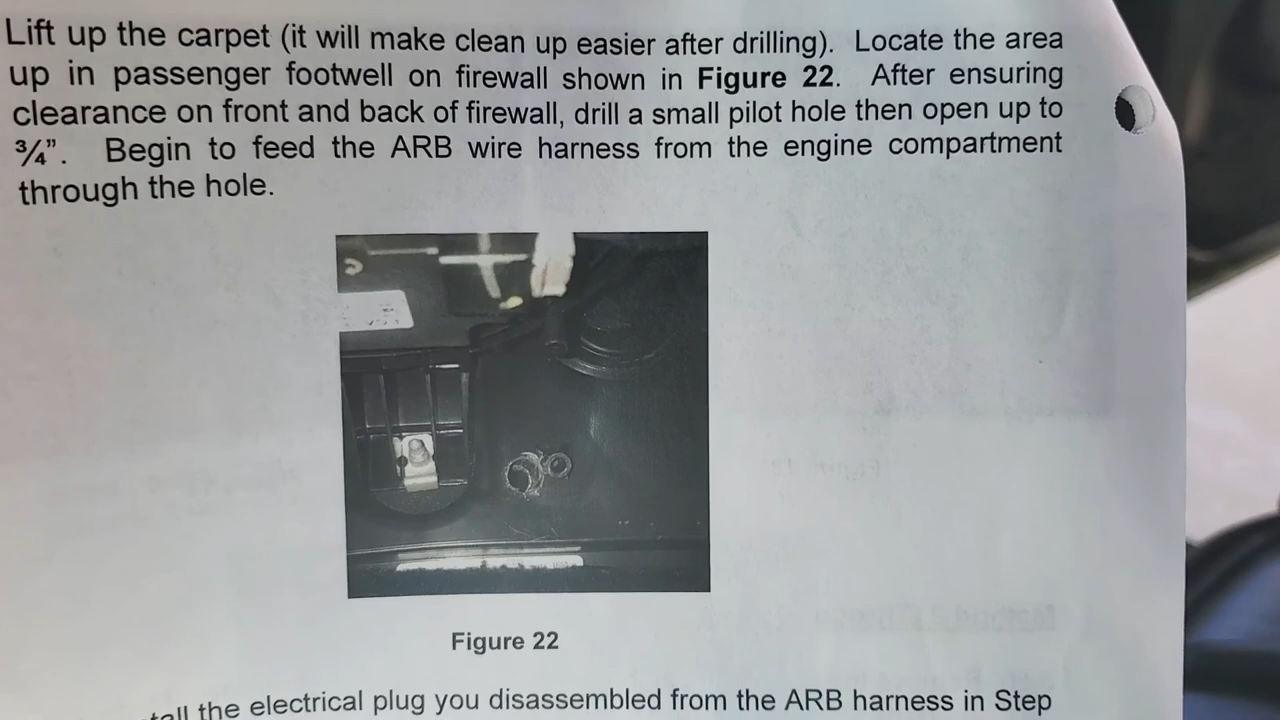 Lift up the carpet (it will make clean up easier after drilling). Locate the area
up in passenger footwell on firewall shown in Figure 22. After ensuring
clearance on front and back of firewall, drill a small pilot hole then open up to
¾”. Begin to feed the ARB wire harness from the engine compartment
through the hole.
Figure 22
the electrical plug you disassembled from the ARB harness in Step